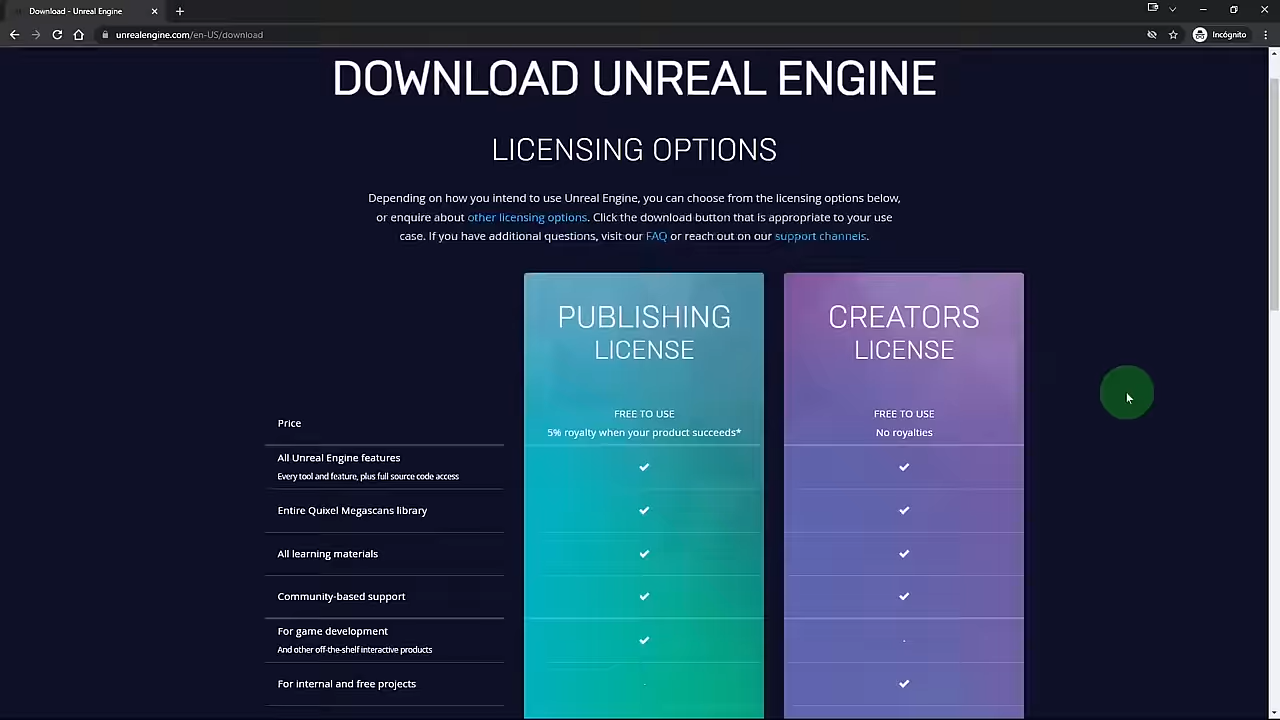 Download - Unreal Engine
unrealengine.com/en-US/download
Incógnito
DOWNLOAD UNREAL ENGINE
LICENSING OPTIONS
Depending on how you intend to use Unreal Engine, you can choose from the licensing options below,
or enquire about other licensing options. Click the download button that is appropriate to your use
case. If you have additional questions, visit our FAQ or reach out on our support channels.
PUBLISHING
LICENSE
CREATORS
LICENSE
Price
FREE TO USE
5% royalty when your product succeeds*
FREE TO USE
No royalties
All Unreal Engine features
Every tool and feature, plus full source code access
Entire Quixel Megascans library
All learning materials
Community-based support
For game development
And other off-the-shelf interactive products
For internal and free projects